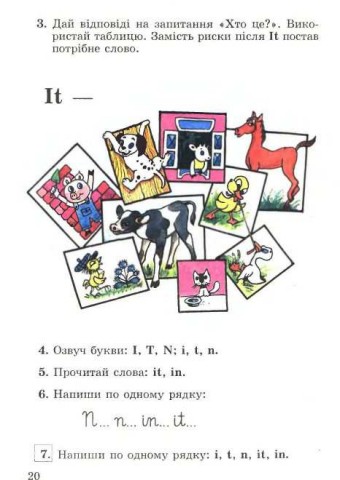 3. Дай відповіді на запитання «Хто це?». Вико-
ристай таблицю. Замість риски після It постав
потрібне слово.
It —
4. Озвуч букви: I, T, N; i, t, n.
5. Прочитай слова: it, in.
6. Напиши по одному рядку:
N... n... in... it...
7. Напиши по одному рядку: i, t, n, it, in.
20